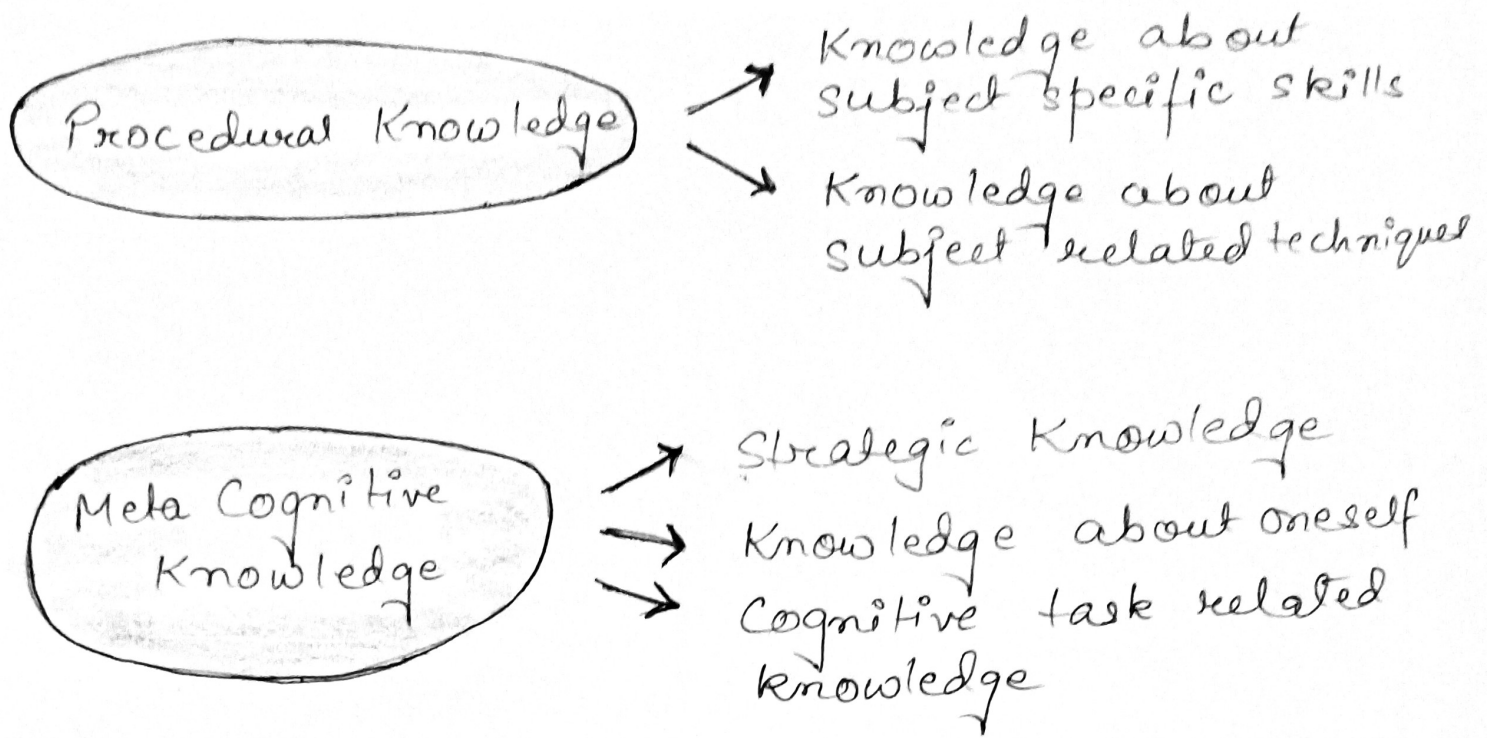 Procedural Knowledge
Knowledge about
subject specific skills
Knowledge about
subject related techniques
Meta Cognitive
Knowledge
Strategic Knowledge
Knowledge about oneself
Cognitive task related
knowledge